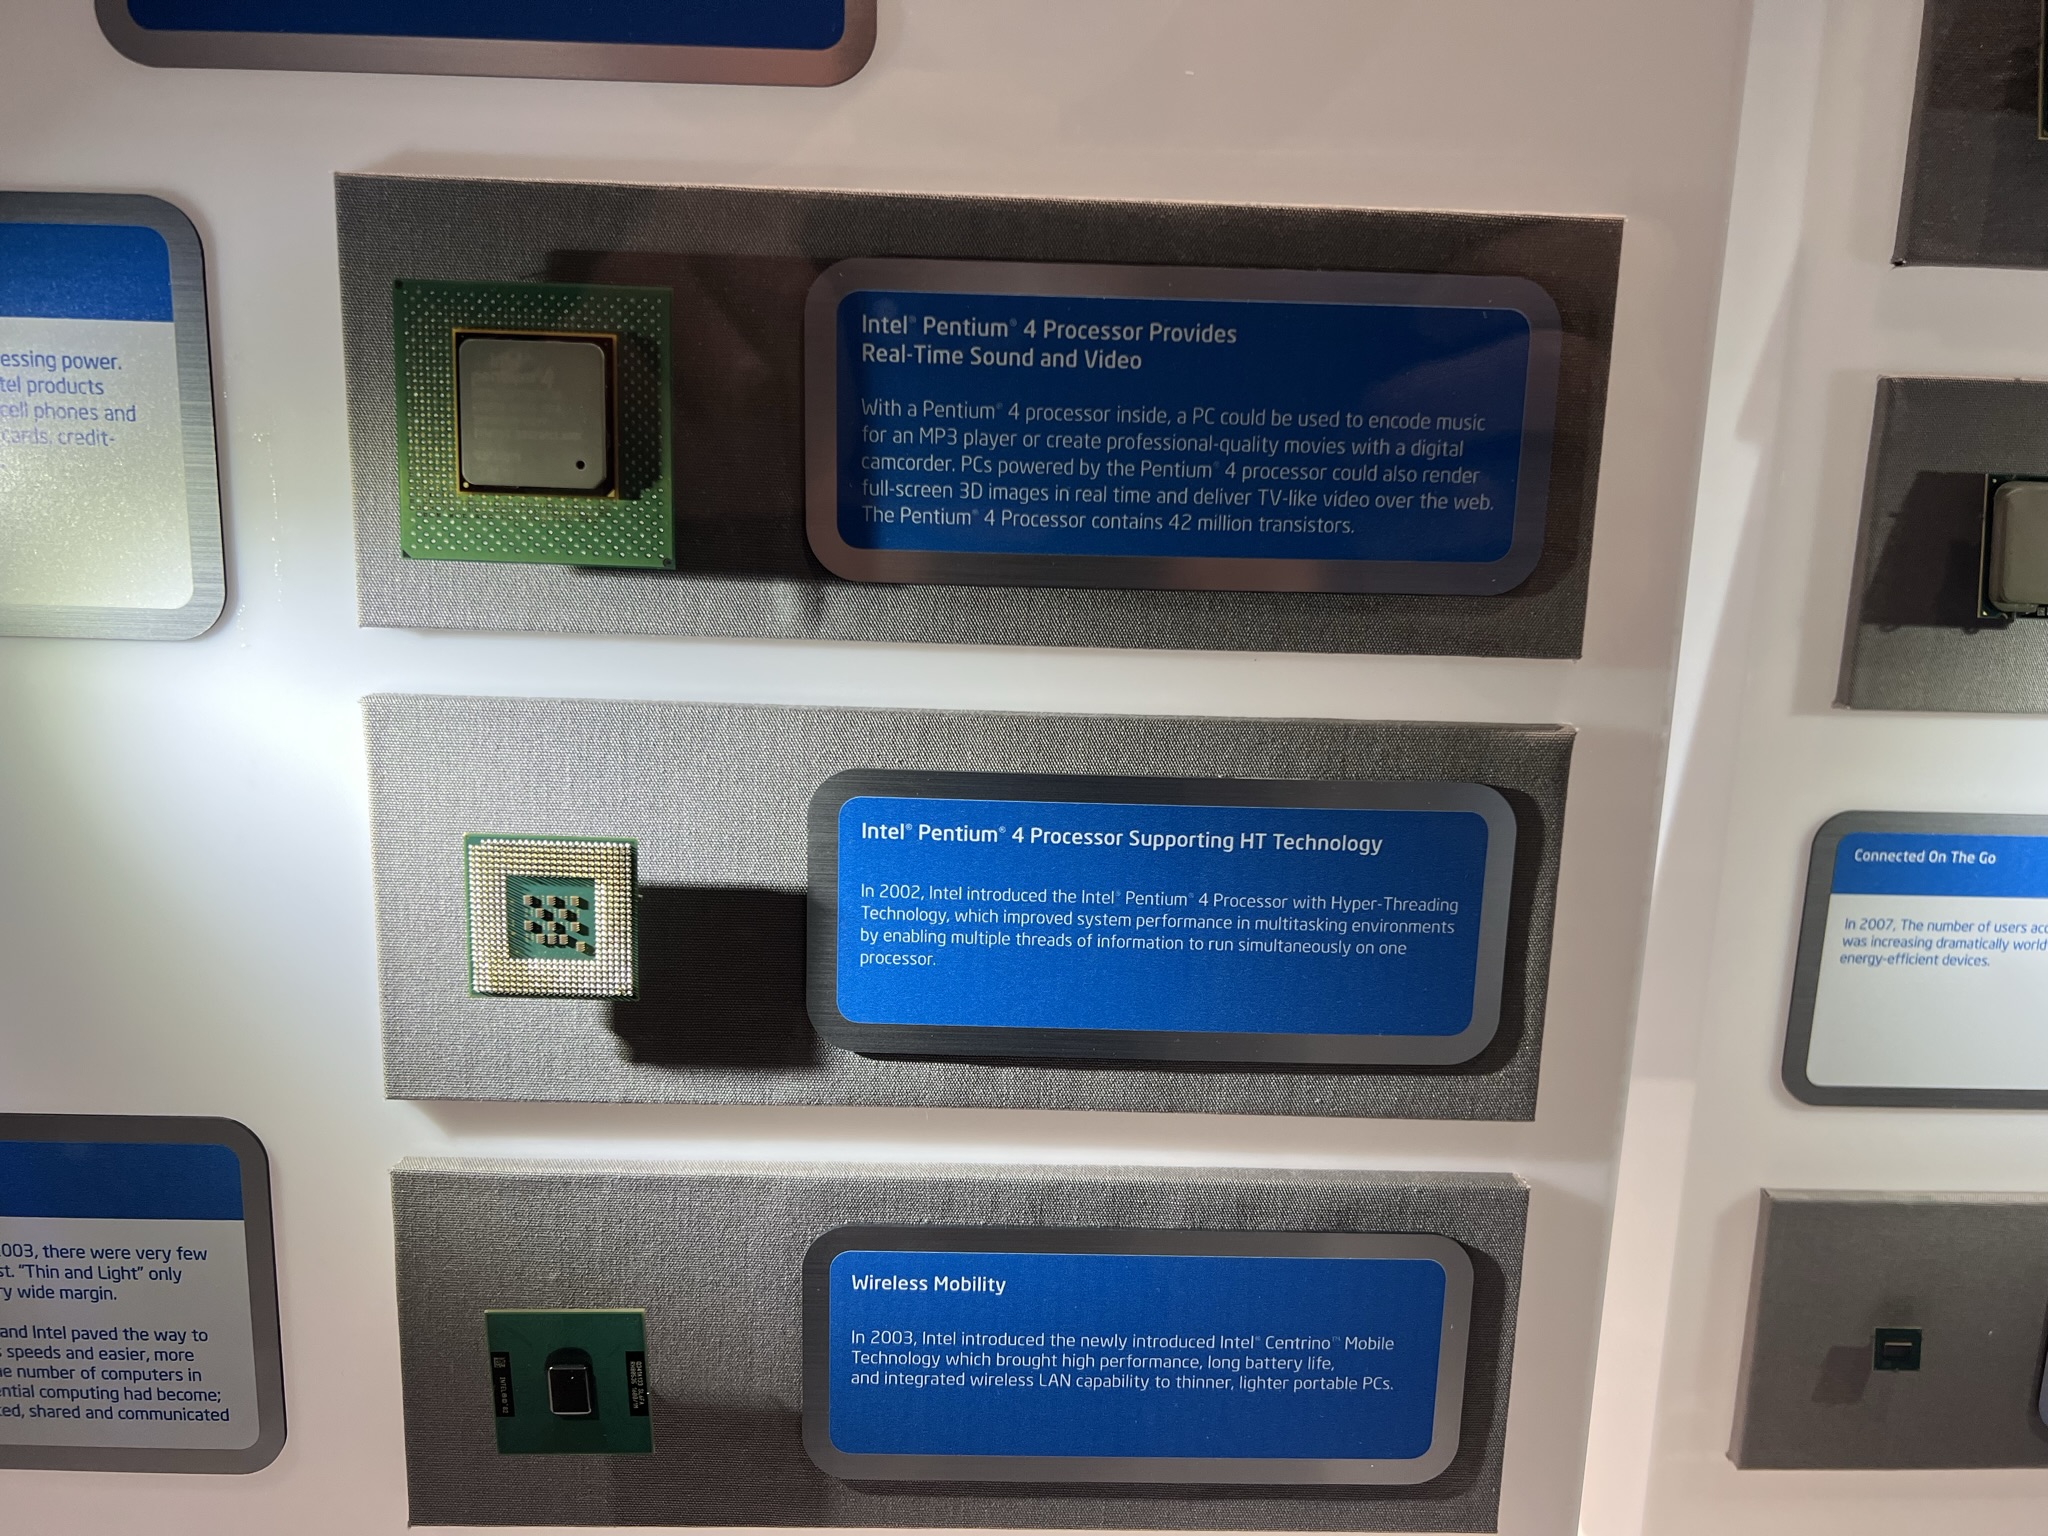 essing power.
tel products
cell phones and
cards, credit-
Intel® Pentium® 4 Processor Provides
Real-Time Sound and Video
With a Pentium® 4 processor inside, a PC could be used to encode music
for an MP3 player or create professional-quality movies with a digital
camcorder. PCs powered by the Pentium® 4 processor could also render
full-screen 3D images in real time and deliver TV-like video over the web.
The Pentium® 4 Processor contains 42 million transistors.
Intel® Pentium® 4 Processor Supporting HT Technology
In 2002, Intel introduced the Intel® Pentium® 4 Processor with Hyper-Threading
Technology, which improved system performance in multitasking environments
by enabling multiple threads of information to run simultaneously on one
processor.
Connected On The Go
In 2007, The number of users acc
was increasing dramatically world
energy-efficient devices.
003, there were very few
st. "Thin and Light" only
y wide margin.
and Intel paved the way to
s speeds and easier, more
e number of computers in
ential computing had become;
ted, shared and communicated
Wireless Mobility
In 2003, Intel introduced the newly introduced Intel® Centrino™ Mobile
Technology which brought high performance, long battery life,
and integrated wireless LAN capability to thinner, lighter portable PCs.